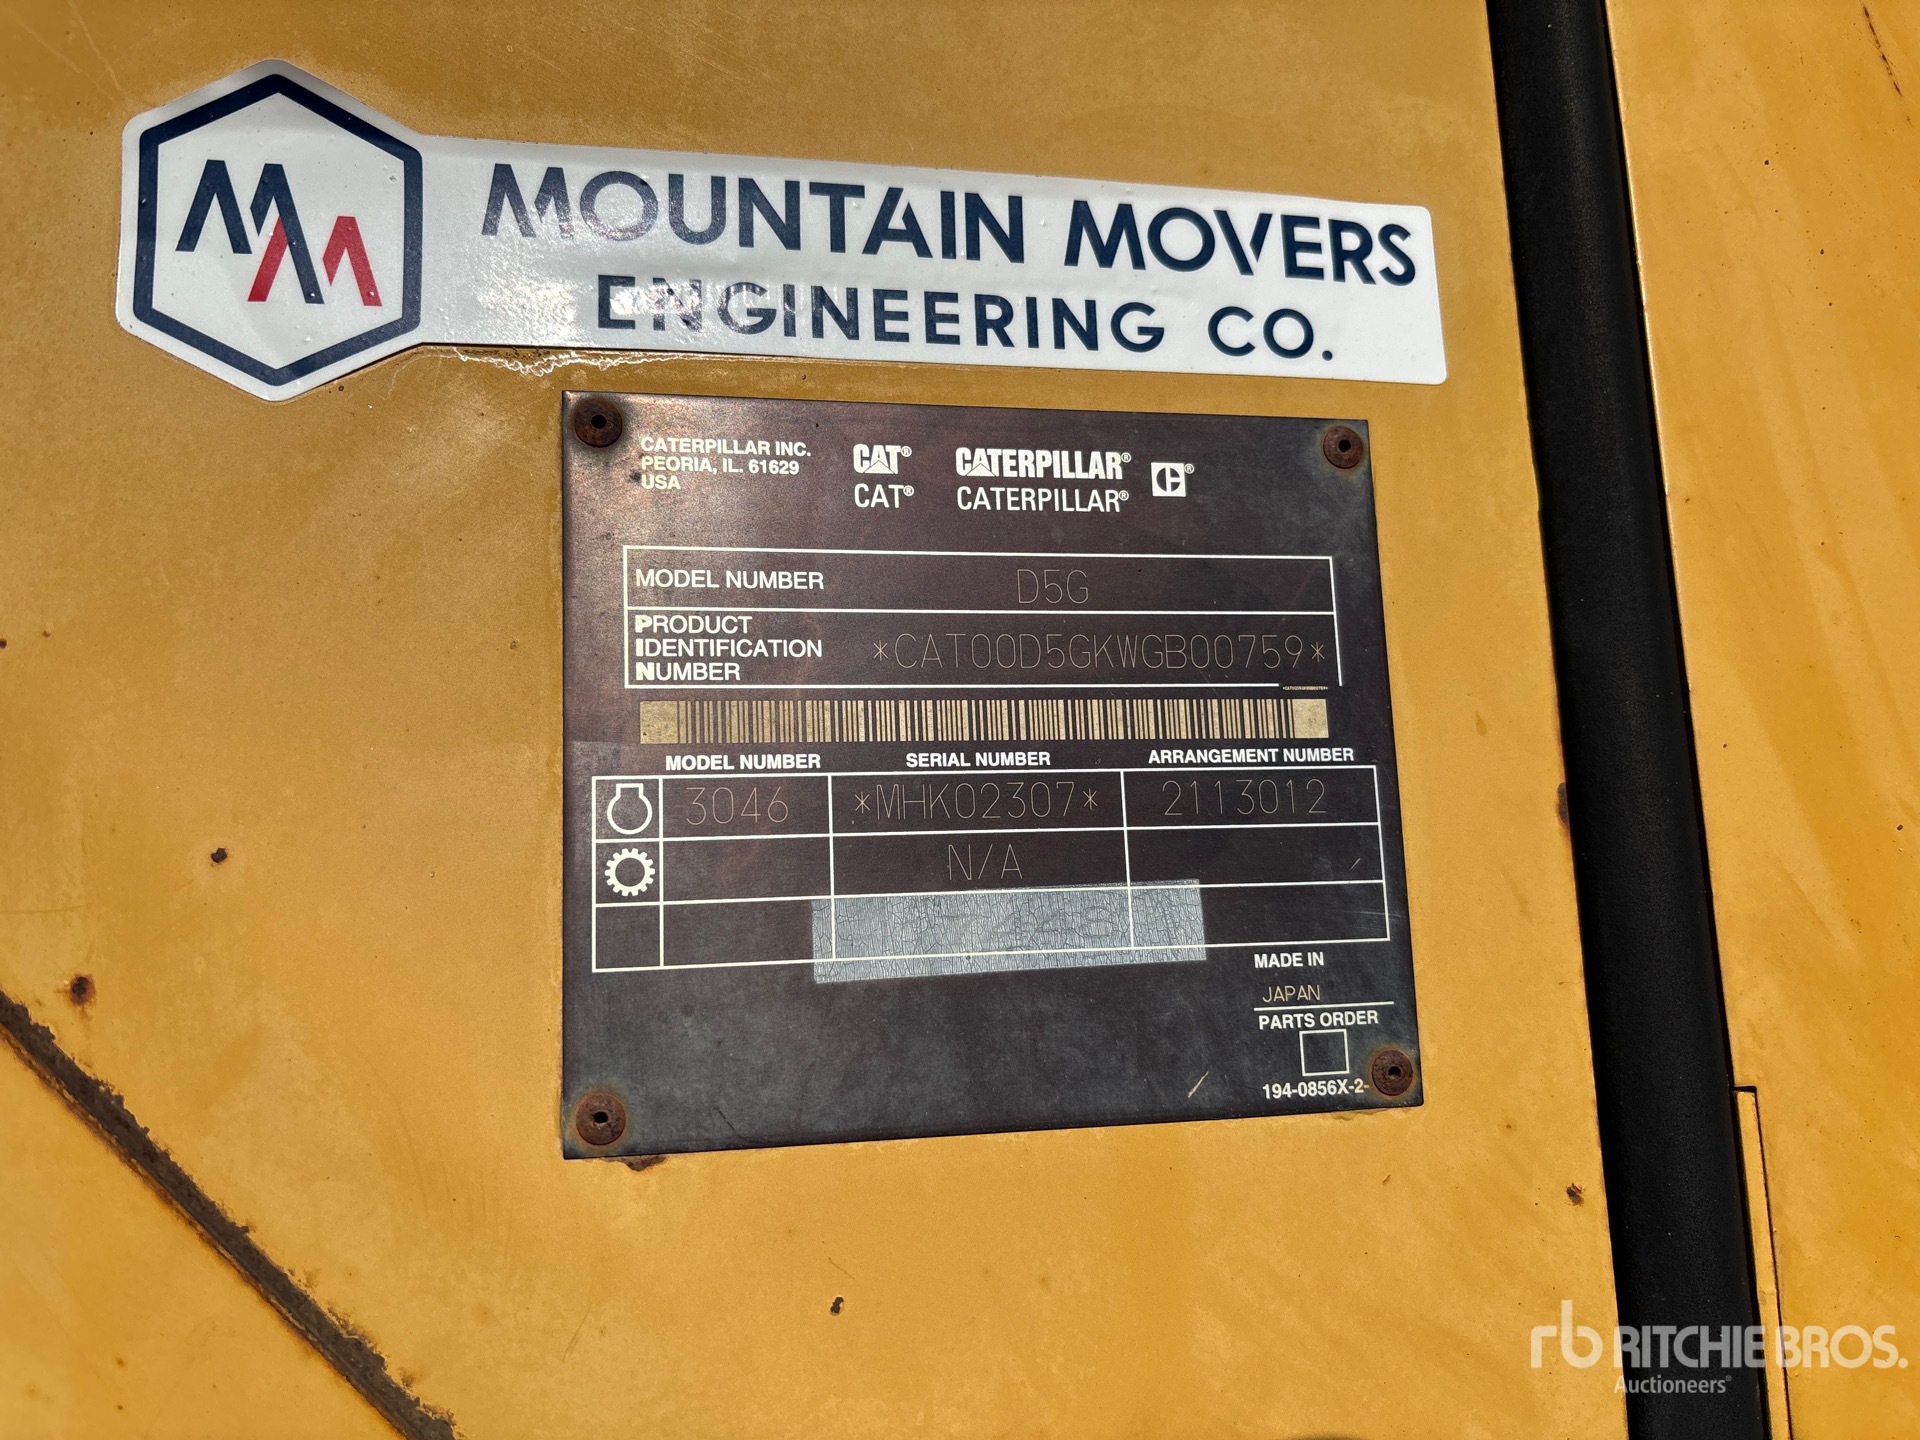 MOUNTAIN MOVERS
ENGINEERING CO.
CATERPILLAR INC.
PEORIA, IL. 61629
USA
CAT® CATERPILLAR® ®
CAT® CATERPILLAR®
MODEL NUMBER D5G
PRODUCT
IDENTIFICATION
NUMBER
*CAT00D5GKWGB00759*
MODEL NUMBER SERIAL NUMBER ARRANGEMENT NUMBER
3046 *MHK02307* 2113012
N/A
MADE IN
JAPAN
PARTS ORDER
194-0856X-2
rb RITCHIE BROS.
Auctioneers®